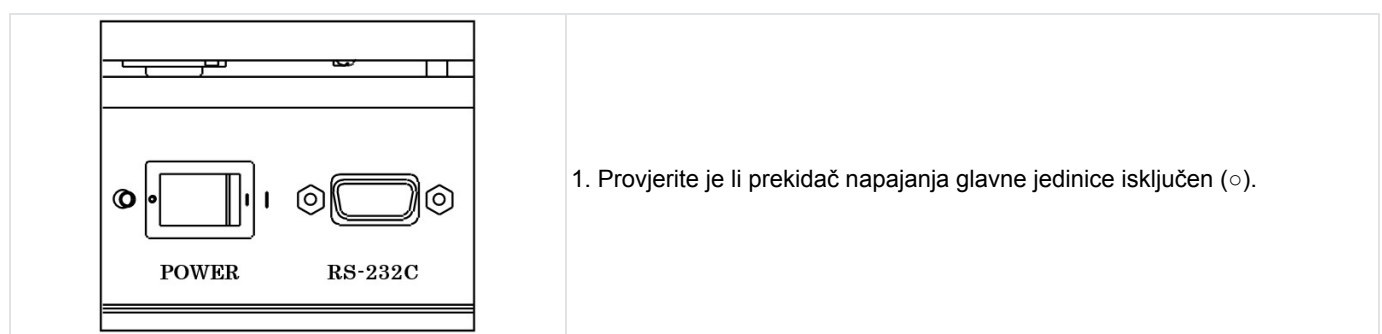 1. Provjerite je li prekidač napajanja glavne jedinice isključen (○).
POWER
RS-232C